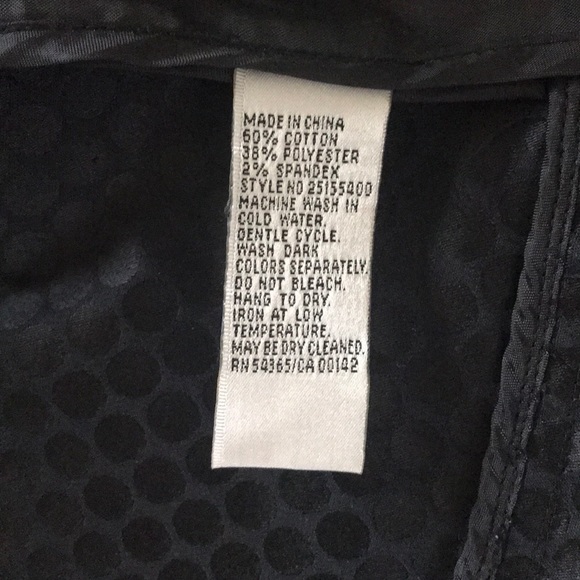 MADE IN CHINA
60% COTTON
38% POLYESTER
2% SPANDEX
STYLE NO 25155400
MACHINE WASH IN
COLD WATER.
GENTLE CYCLE.
WASH DARK
COLORS SEPARATELY.
DO NOT BLEACH.
HANG TO DRY.
IRON AT LOW
TEMPERATURE.
MAY BE DRY CLEANED.
RN 54365/CA 00142